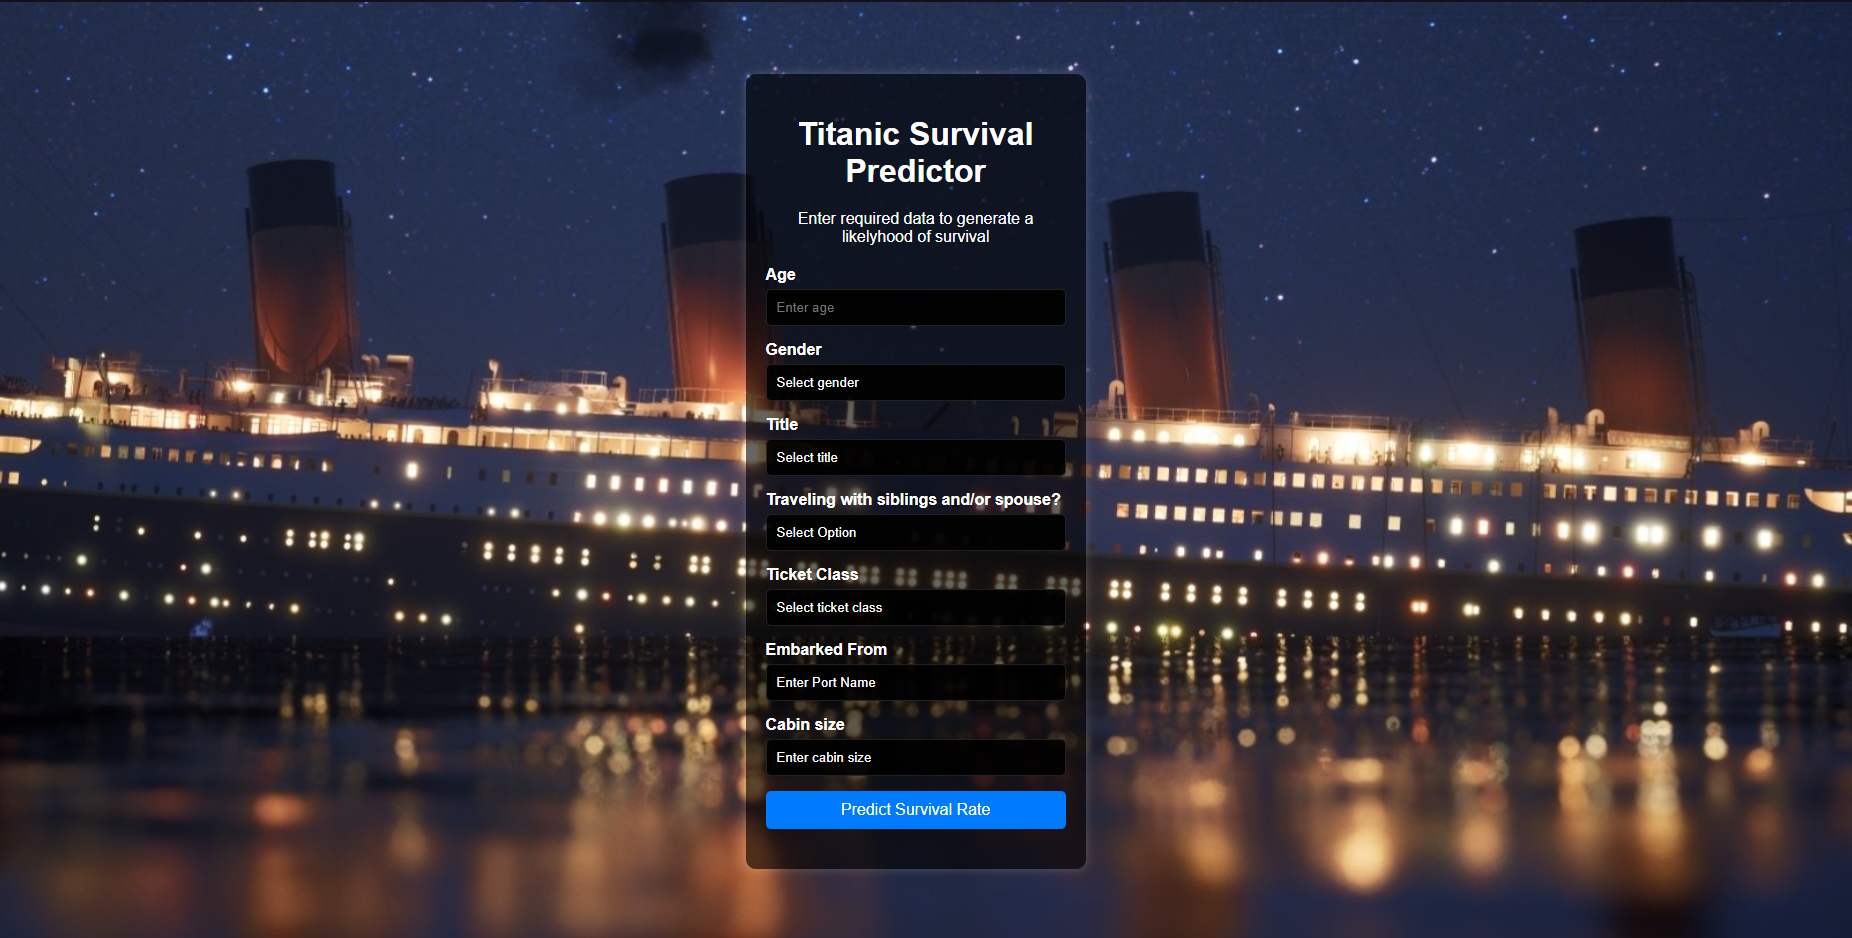 Titanic Survival
Predictor
Enter required data to generate a
likelyhood of survival
Age
Enter age
Gender
Select gender
Title
Select title
Traveling with siblings and/or spouse?
Select Option
Ticket Class
Select ticket class
Embarked From
Enter Port Name
Cabin size
Enter cabin size
Predict Survival Rate